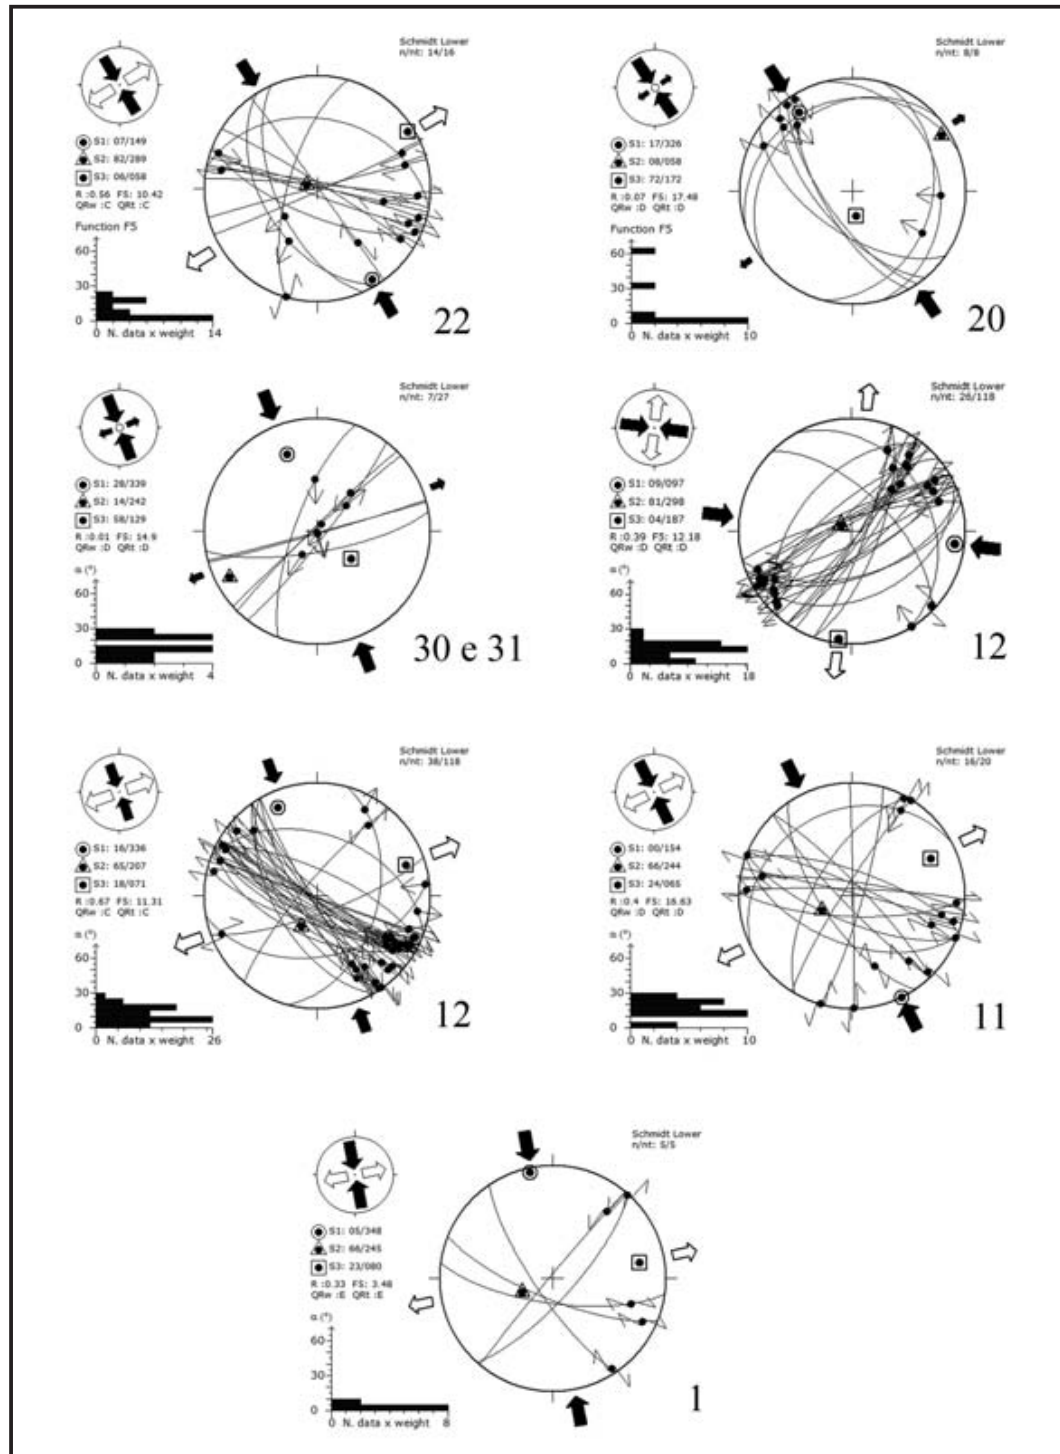 Schmidt Lower
n/nt: 14/16
S1: 07/149
S2: 82/289
S3: 06/058
R :0.56 F5: 10.42
QRw :C QRt :C
Function F5
60
30
0
0 N. data x weight 14
22
Schmidt Lower
n/nt: 8/8
S1: 17/326
S2: 08/058
S3: 72/172
R :0.07 F5: 17.48
QRw :D QRt :D
Function F5
60
30
0
0 N. data x weight 10
20
Schmidt Lower
n/nt: 7/27
S1: 28/339
S2: 14/242
S3: 58/129
R :0.01 F5: 14.9
QRw :D QRt :D
α (°)
60
30
0
0 N. data x weight 4
30 e 31
Schmidt Lower
n/nt: 26/118
S1: 09/097
S2: 81/298
S3: 04/187
R :0.39 F5: 12.18
QRw :D QRt :D
α (°)
60
30
0
0 N. data x weight 18
12
Schmidt Lower
n/nt: 38/118
S1: 16/336
S2: 65/207
S3: 18/071
R :0.67 F5: 11.31
QRw :C QRt :C
α (°)
60
30
0
0 N. data x weight 26
12
Schmidt Lower
n/nt: 16/20
S1: 00/154
S2: 66/244
S3: 24/065
R :0.4 F5: 16.63
QRw :D QRt :D
α (°)
60
30
0
0 N. data x weight 10
11
Schmidt Lower
n/nt: 5/5
S1: 05/348
S2: 66/245
S3: 23/080
R :0.33 F5: 3.48
QRw :E QRt :E
α (°)
60
30
0
0 N. data x weight 8
1